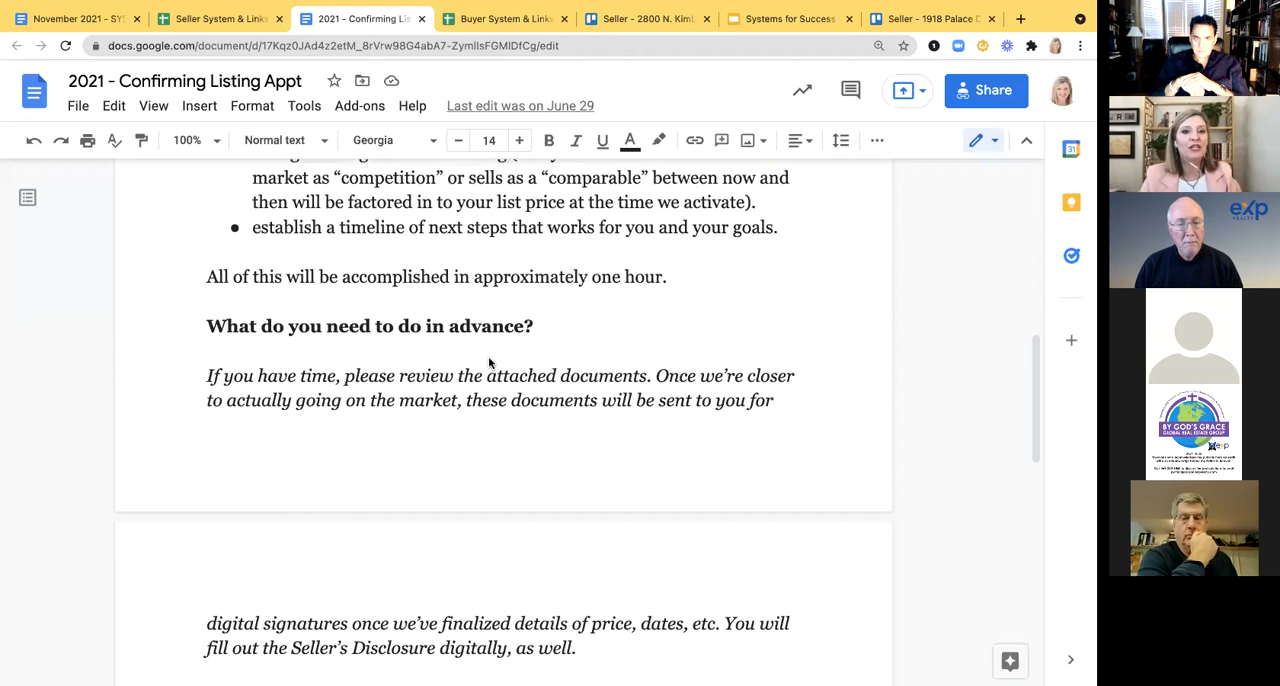 November 2021 - SYS
Seller System & Links
2021 - Confirming Lis
Buyer System & Links
Seller - 2800 N. Kiml
Systems for Success
Seller - 1918 Palace D
docs.google.com/document/d/17Kqz0JAd4z2etM_8rVrw98G4abA7-ZymlIsFGMlDfCg/edit
2021 - Confirming Listing Appt
Share
File Edit View Insert Format Tools Add-ons Help Last edit was on June 29
100% Normal text Georgia 14 B I U A
31
market as “competition” or sells as a “comparable” between now and
then will be factored in to your list price at the time we activate).
● establish a timeline of next steps that works for you and your goals.
All of this will be accomplished in approximately one hour.
What do you need to do in advance?
If you have time, please review the attached documents. Once we’re closer
to actually going on the market, these documents will be sent to you for
digital signatures once we’ve finalized details of price, dates, etc. You will
fill out the Seller’s Disclosure digitally, as well.
eXp
REALTY
BY GOD'S GRACE
GLOBAL REAL ESTATE GROUP
eXp